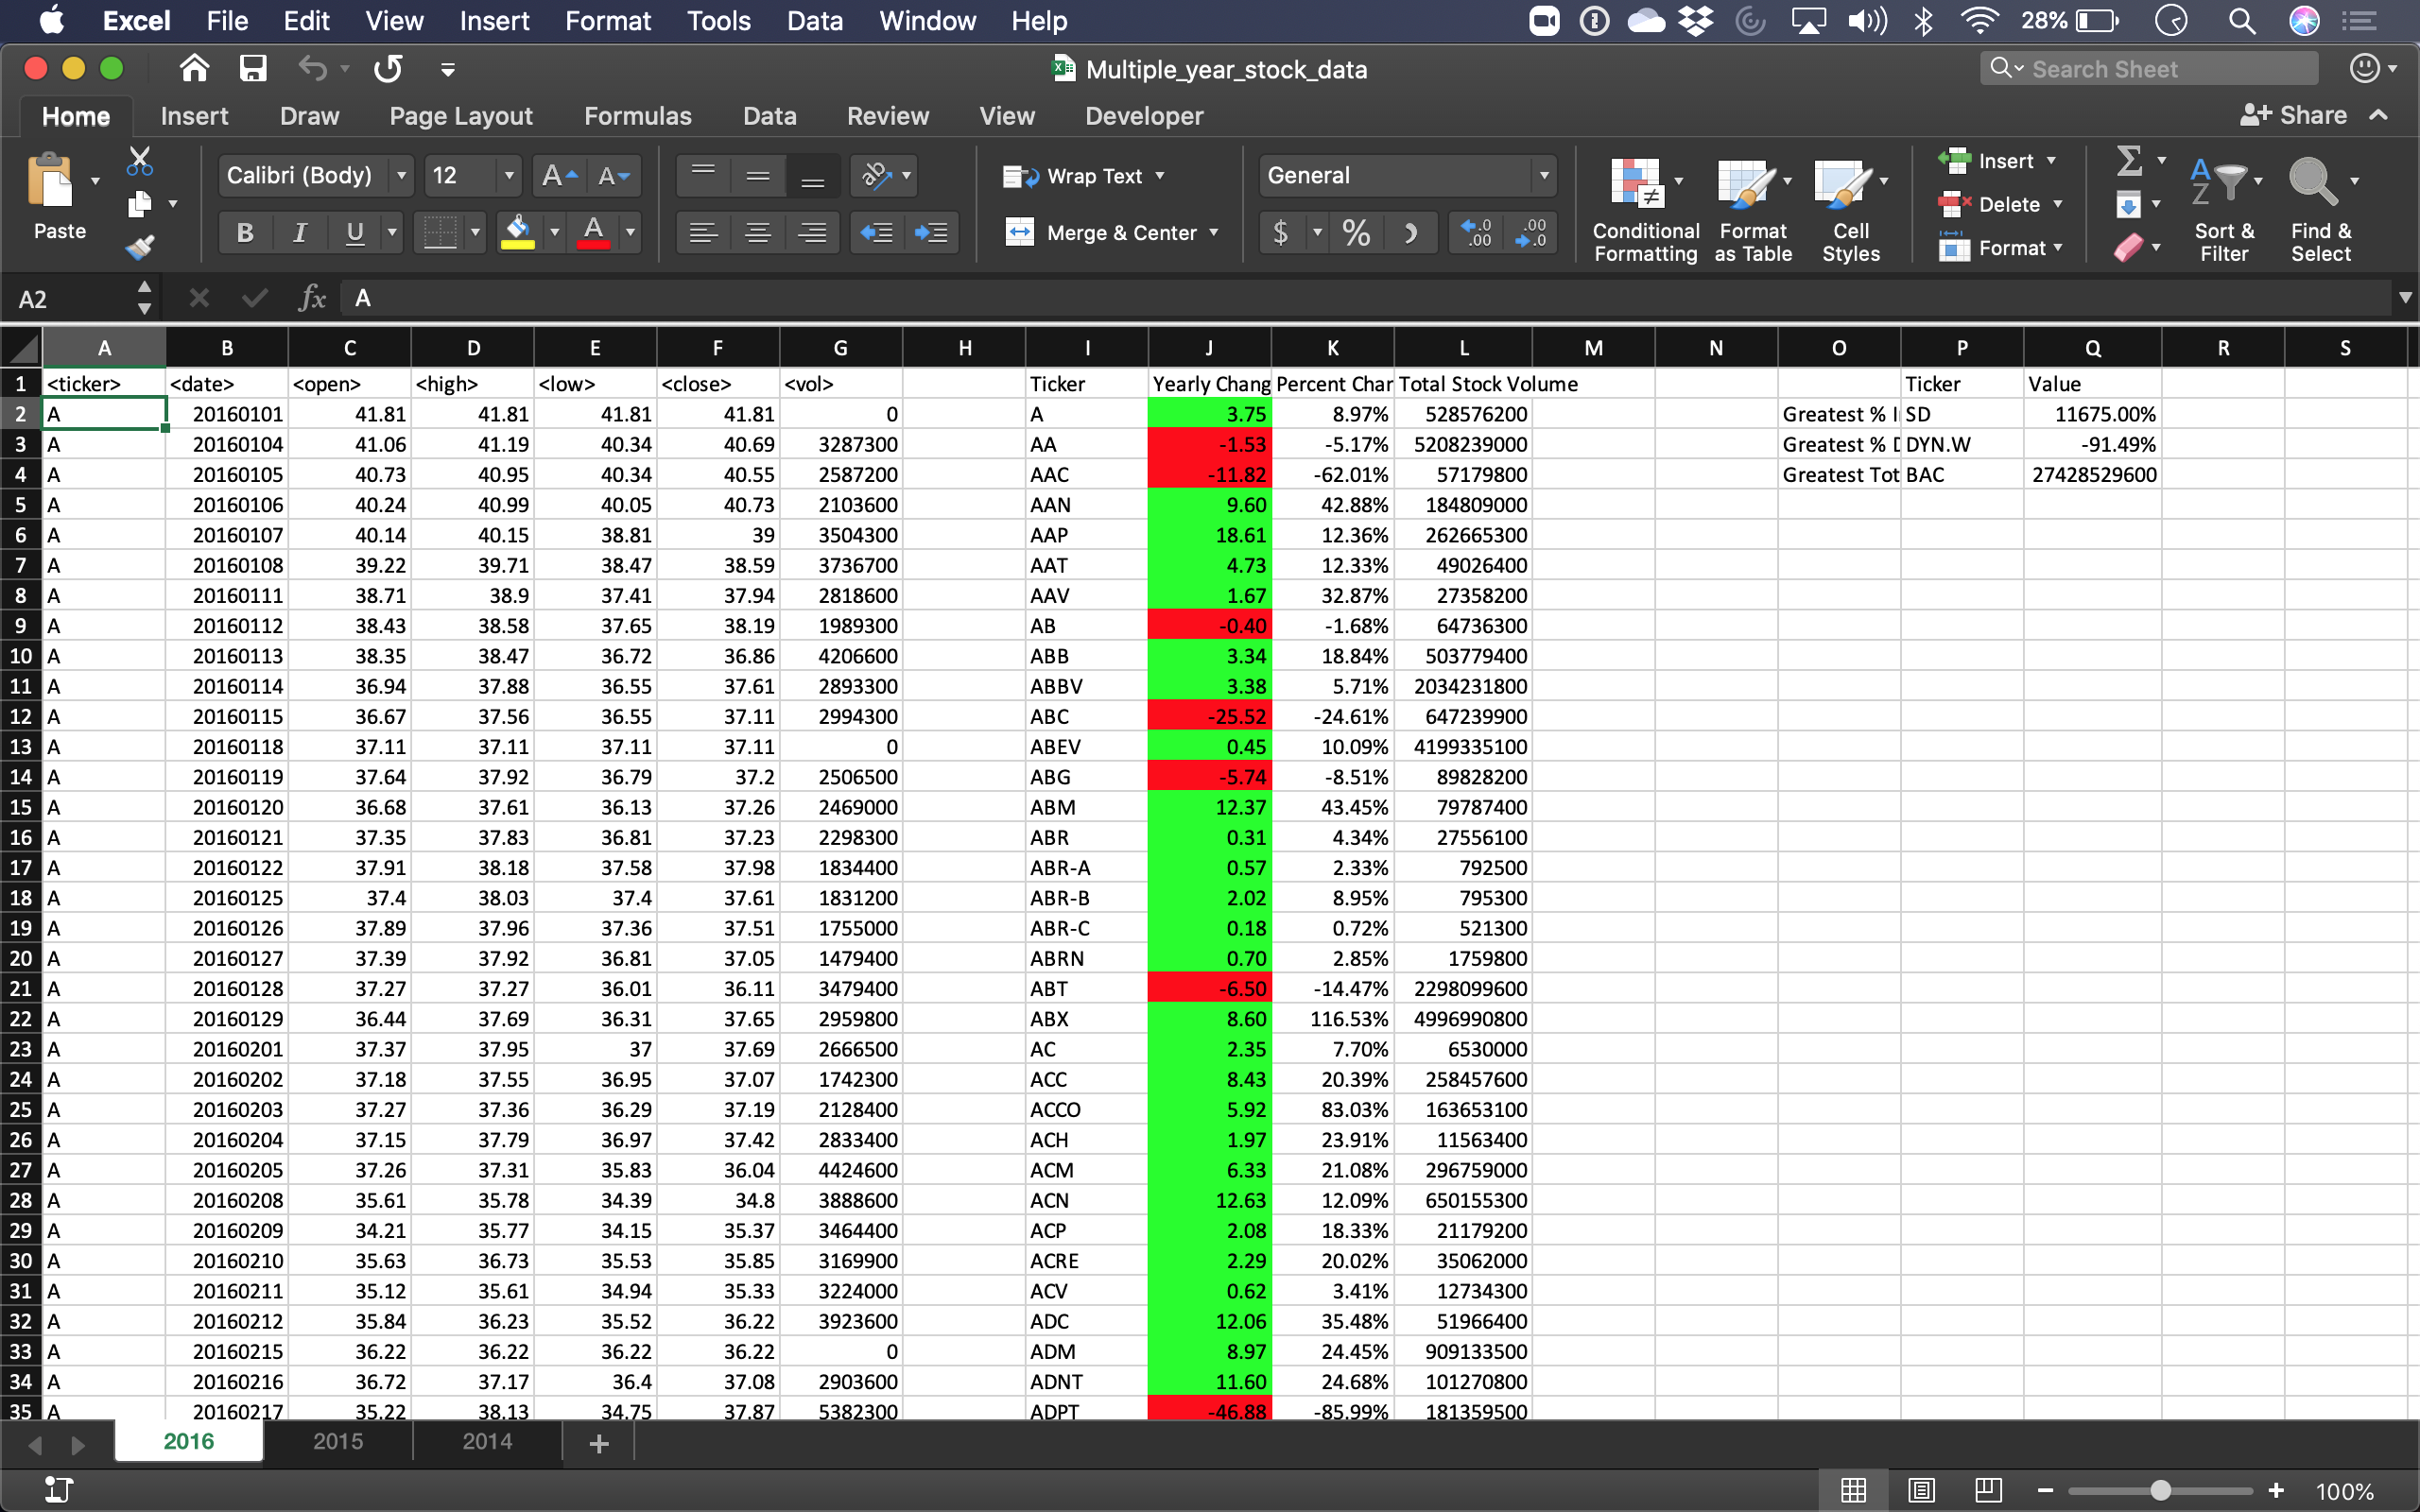 Excel File Edit View Insert Format Tools Data Window Help 28%
Multiple_year_stock_data Search Sheet
Home Insert Draw Page Layout Formulas Data Review View Developer Share
Paste Calibri (Body) 12 Wrap Text General Conditional Formatting Format as Table Cell Styles Insert Delete Format Sort & Filter Find & Select
B I U Merge & Center $ %
A2 fx A
A B C D E F G H I J K L M N O P Q R S
1 <ticker> <date> <open> <high> <low> <close> <vol> Ticker Yearly Chang Percent Char Total Stock Volume Ticker Value
2 A 20160101 41.81 41.81 41.81 41.81 0 A 3.75 8.97% 528576200 Greatest % I SD 11675.00%
3 A 20160104 41.06 41.19 40.34 40.69 3287300 AA -1.53 -5.17% 5208239000 Greatest % D DYN.W -91.49%
4 A 20160105 40.73 40.95 40.34 40.55 2587200 AAC -11.82 -62.01% 57179800 Greatest Tot BAC 27428529600
5 A 20160106 40.24 40.99 40.05 40.73 2103600 AAN 9.60 42.88% 184809000
6 A 20160107 40.14 40.15 38.81 39 3504300 AAP 18.61 12.36% 262665300
7 A 20160108 39.22 39.71 38.47 38.59 3736700 AAT 4.73 12.33% 49026400
8 A 20160111 38.71 38.9 37.41 37.94 2818600 AAV 1.67 32.87% 27358200
9 A 20160112 38.43 38.58 37.65 38.19 1989300 AB -0.40 -1.68% 64736300
10 A 20160113 38.35 38.47 36.72 36.86 4206600 ABB 3.34 18.84% 503779400
11 A 20160114 36.94 37.88 36.55 37.61 2893300 ABBV 3.38 5.71% 2034231800
12 A 20160115 36.67 37.56 36.55 37.11 2994300 ABC -25.52 -24.61% 647239900
13 A 20160118 37.11 37.11 37.11 37.11 0 ABEV 0.45 10.09% 4199335100
14 A 20160119 37.64 37.92 36.79 37.2 2506500 ABG -5.74 -8.51% 89828200
15 A 20160120 36.68 37.61 36.13 37.26 2469000 ABM 12.37 43.45% 79787400
16 A 20160121 37.35 37.83 36.81 37.23 2298300 ABR 0.31 4.34% 27556100
17 A 20160122 37.91 38.18 37.58 37.98 1834400 ABR-A 0.57 2.33% 792500
18 A 20160125 37.4 38.03 37.4 37.61 1831200 ABR-B 2.02 8.95% 795300
19 A 20160126 37.89 37.96 37.36 37.51 1755000 ABR-C 0.18 0.72% 521300
20 A 20160127 37.39 37.92 36.81 37.05 1479400 ABRN 0.70 2.85% 1759800
21 A 20160128 37.27 37.27 36.01 36.11 3479400 ABT -6.50 -14.47% 2298099600
22 A 20160129 36.44 37.69 36.31 37.65 2959800 ABX 8.60 116.53% 4996990800
23 A 20160201 37.37 37.95 37 37.69 2666500 AC 2.35 7.70% 6530000
24 A 20160202 37.18 37.55 36.95 37.07 1742300 ACC 8.43 20.39% 258457600
25 A 20160203 37.27 37.36 36.29 37.19 2128400 ACCO 5.92 83.03% 163653100
26 A 20160204 37.15 37.79 36.97 37.42 2833400 ACH 1.97 23.91% 11563400
27 A 20160205 37.26 37.31 35.83 36.04 4424600 ACM 6.33 21.08% 296759000
28 A 20160208 35.61 35.78 34.39 34.8 3888600 ACN 12.63 12.09% 650155300
29 A 20160209 34.21 35.77 34.15 35.37 3464400 ACP 2.08 18.33% 21179200
30 A 20160210 35.63 36.73 35.53 35.85 3169900 ACRE 2.29 20.02% 35062000
31 A 20160211 35.12 35.61 34.94 35.33 3224000 ACV 0.62 3.41% 12734300
32 A 20160212 35.84 36.23 35.52 36.22 3923600 ADC 12.06 35.48% 51966400
33 A 20160215 36.22 36.22 36.22 36.22 0 ADM 8.97 24.45% 909133500
34 A 20160216 36.72 37.17 36.4 37.08 2903600 ADNT 11.60 24.68% 101270800
35 A 20160217 35.22 38.13 34.75 37.87 5382300 ADPT -46.88 -85.99% 181359500
2016 2015 2014 +
100%